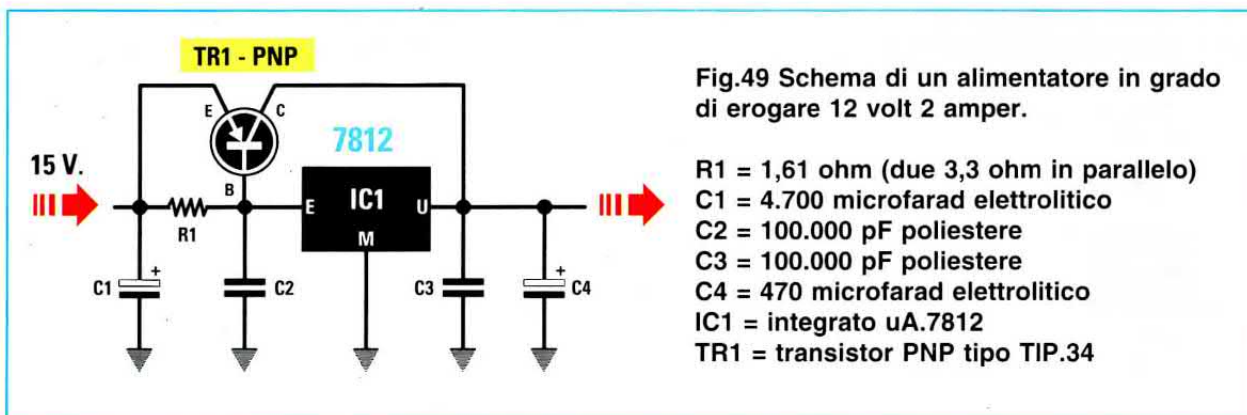 TR1 - PNP
E
C
7812
15 V.
B
E
IC1
U
R1
M
+
+
C1
C2
C3
C4
Fig.49 Schema di un alimentatore in grado
di erogare 12 volt 2 amper.
R1 = 1,61 ohm (due 3,3 ohm in parallelo)
C1 = 4.700 microfarad elettrolitico
C2 = 100.000 pF poliestere
C3 = 100.000 pF poliestere
C4 = 470 microfarad elettrolitico
IC1 = integrato uA.7812
TR1 = transistor PNP tipo TIP.34